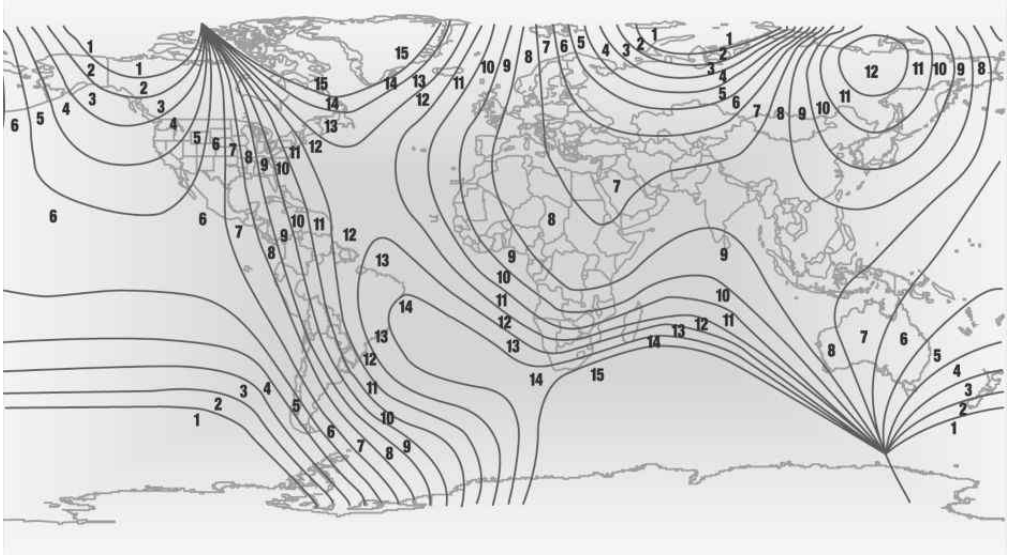 1 15 1 1
2 1 2 2
3 2 3 4 3
4 3 5 6 7 8 9 10 11 12 13 14 15 4
5 6 5 4 12 11 10 9 8
6 14 13 12 5 6 7 8 9 10 11
5 6 7 8 9 10 11 12 13
6 6 7 8 9 10 11 12 8 7
13 9 9
14 10 10
11 12 11
13 12 13 14 13 12 7 6
14 15 8 5
4 5 11 4
3 10 3
2 6 7 8 9 2
1 1